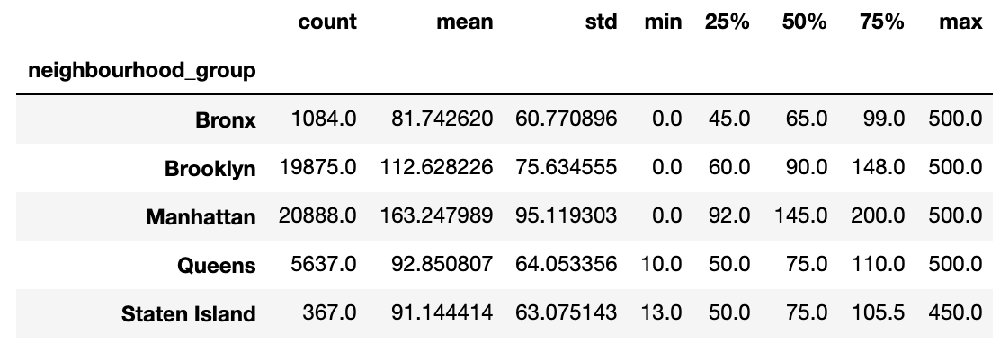 count mean std min 25% 50% 75% max
neighbourhood_group
Bronx 1084.0 81.742620 60.770896 0.0 45.0 65.0 99.0 500.0
Brooklyn 19875.0 112.628226 75.634555 0.0 60.0 90.0 148.0 500.0
Manhattan 20888.0 163.247989 95.119303 0.0 92.0 145.0 200.0 500.0
Queens 5637.0 92.850807 64.053356 10.0 50.0 75.0 110.0 500.0
Staten Island 367.0 91.144414 63.075143 13.0 50.0 75.0 105.5 450.0